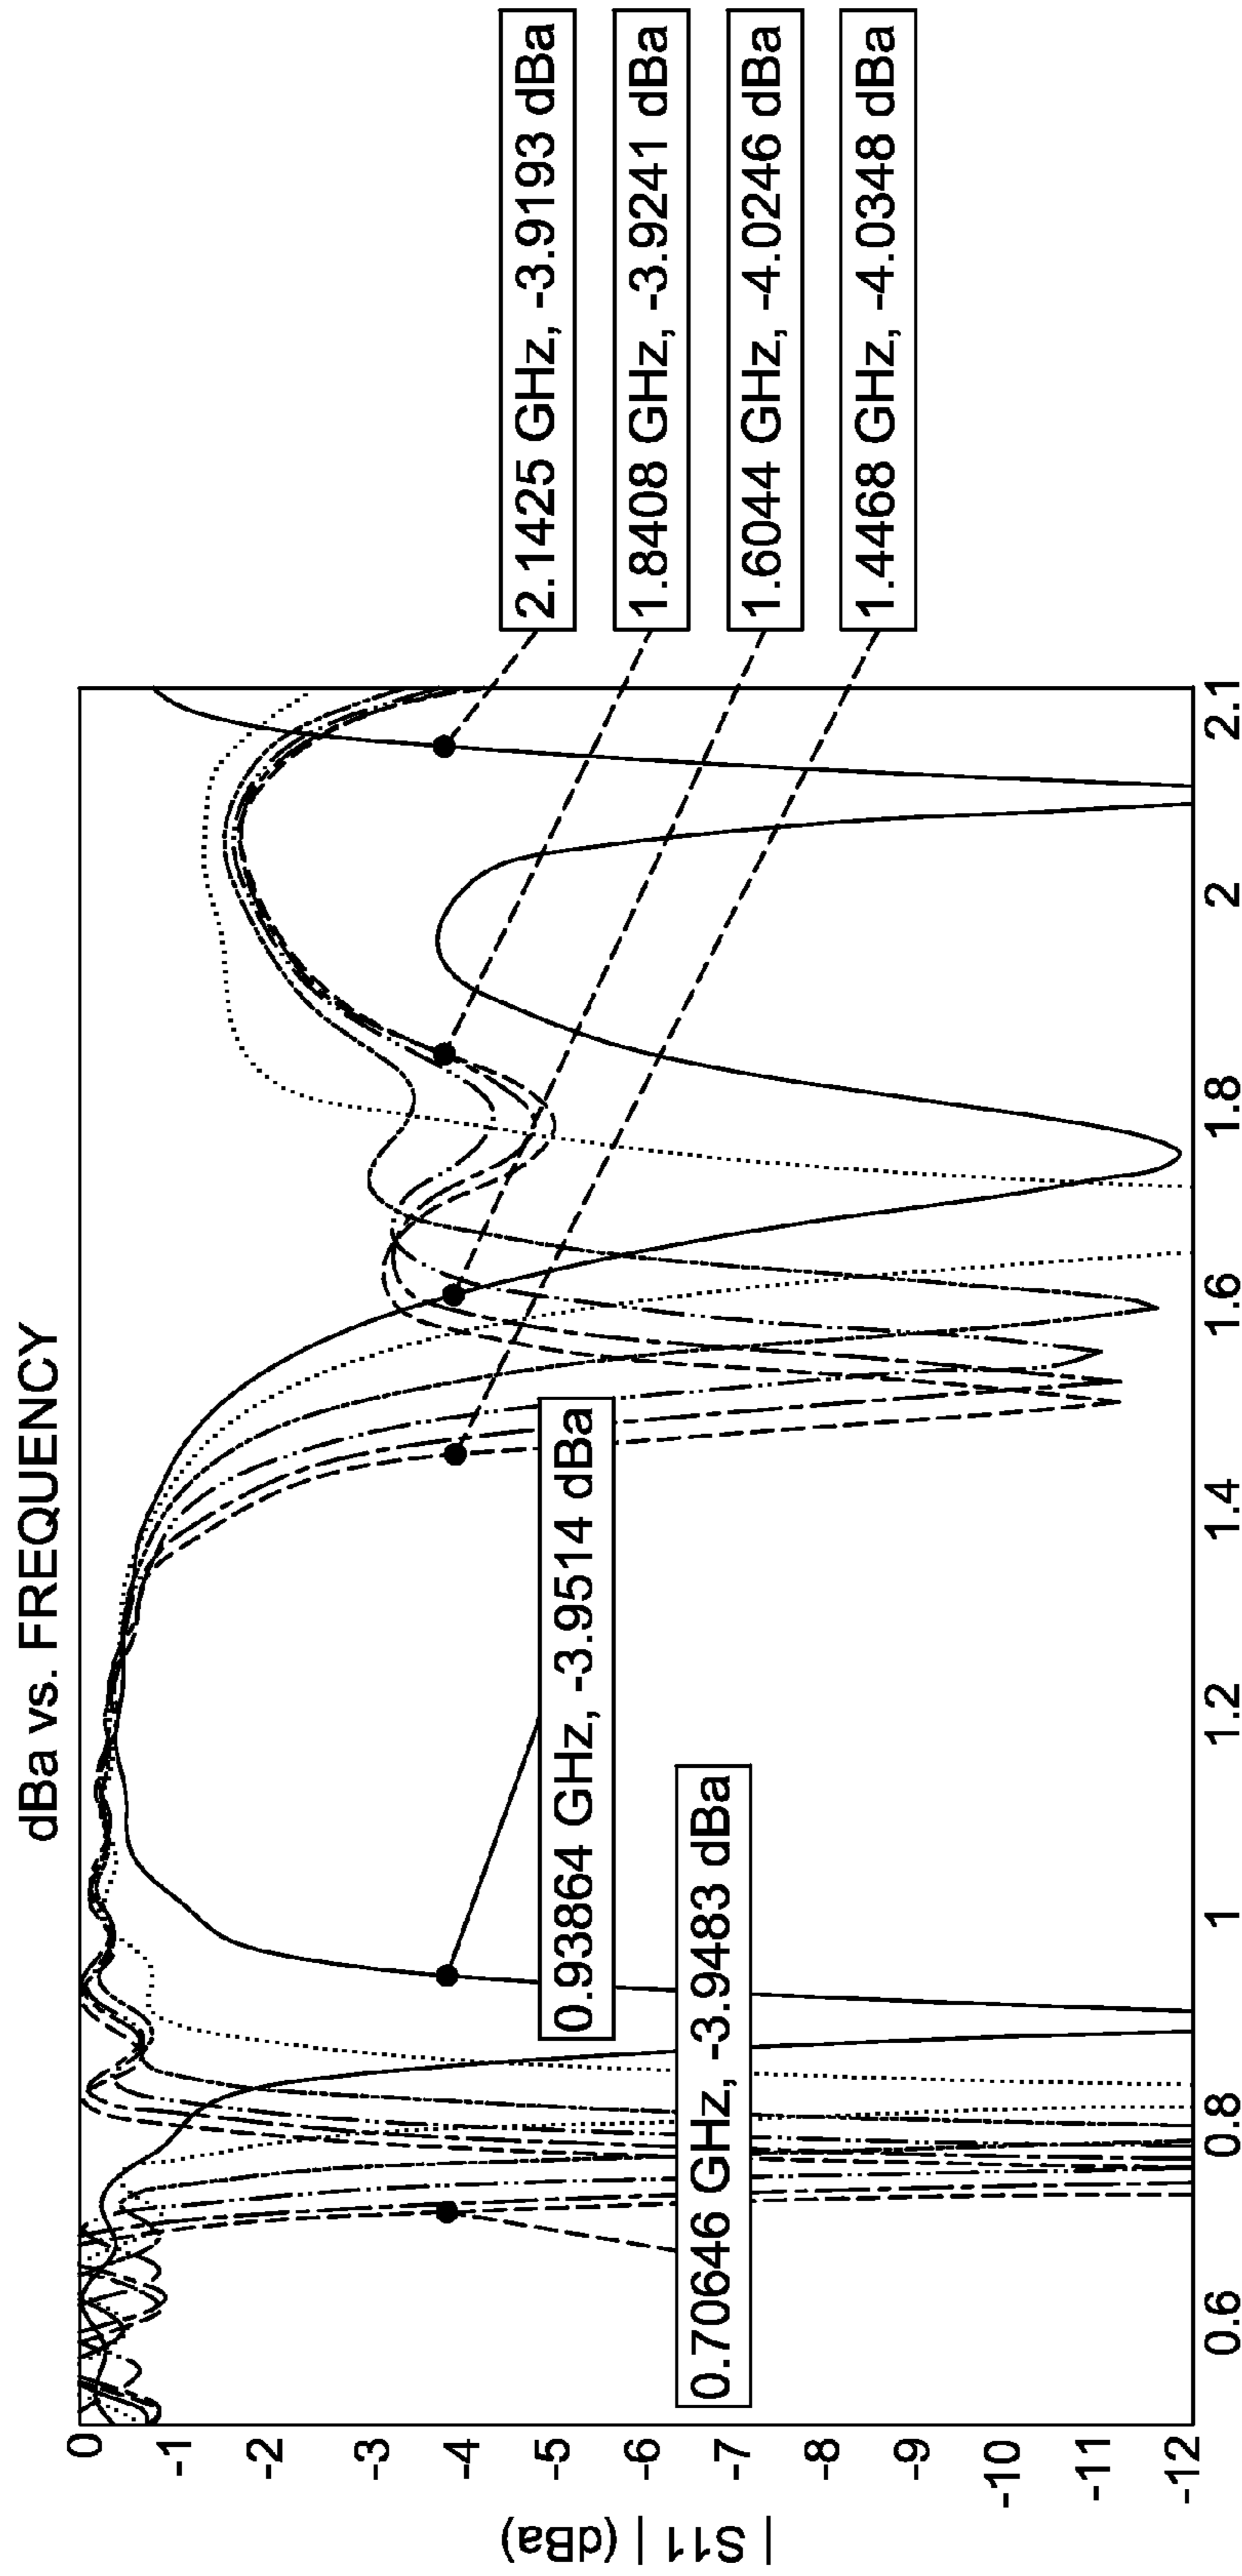 dBa vs. FREQUENCY
| S11 |
(dBa)
0
-1
-2
-3
-4
-5
-6
-7
-8
-9
-10
-11
-12
0.6
0.8
1
1.2
1.4
1.6
1.8
2
2.1
0.70646 GHz, -3.9483 dBa
0.93864 GHz, -3.9514 dBa
2.1425 GHz, -3.9193 dBa
1.8408 GHz, -3.9241 dBa
1.6044 GHz, -4.0246 dBa
1.4468 GHz, -4.0348 dBa